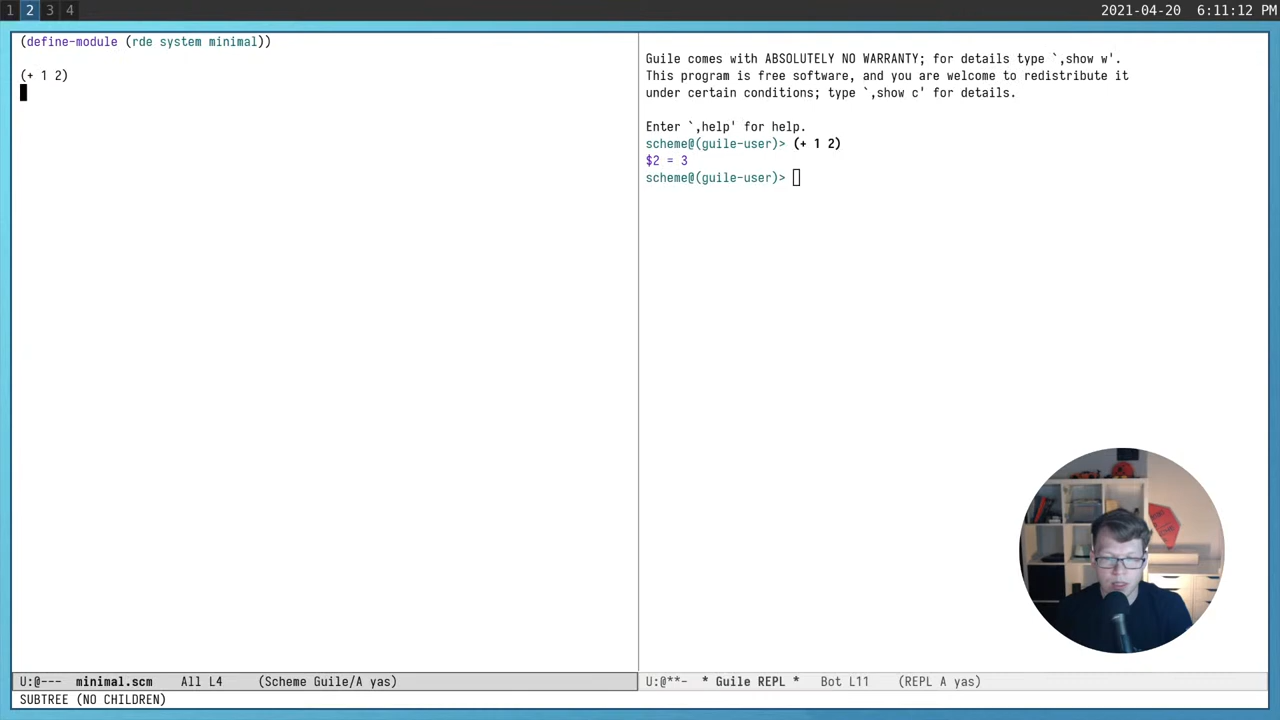 1 2 3 4
2021-04-20 6:11:12 PM
(define-module (rde system minimal))
(+ 1 2)
Guile comes with ABSOLUTELY NO WARRANTY; for details type `,show w'.
This program is free software, and you are welcome to redistribute it
under certain conditions; type `,show c' for details.
Enter `,help' for help.
scheme@(guile-user)> (+ 1 2)
$2 = 3
scheme@(guile-user)>
U:@--- minimal.scm All L4 (Scheme Guile/A yas)
U:@**- * Guile REPL * Bot L11 (REPL A yas)
SUBTREE (NO CHILDREN)